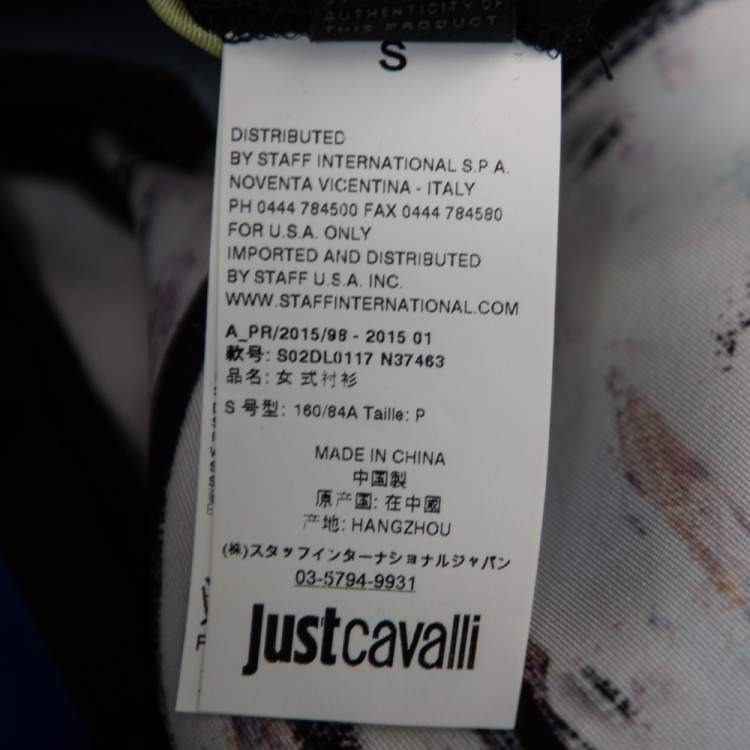 AUTHENTICITY OF
THIS PRODUCT
S
DISTRIBUTED
BY STAFF INTERNATIONAL S.P.A.
NOVENTA VICENTINA - ITALY
PH 0444 784500 FAX 0444 784580
FOR U.S.A. ONLY
IMPORTED AND DISTRIBUTED
BY STAFF U.S.A. INC.
WWW.STAFFINTERNATIONAL.COM
A_PR/2015/98 - 2015 01
款号: S02DL0117 N37463
品名: 女式衬衫
S 号型: 160/84A Taille: P
MADE IN CHINA
中国製
原产国: 在中國
产地: HANGZHOU
(株)スタッフインターナショナルジャパン
03-5794-9931
justcavalli